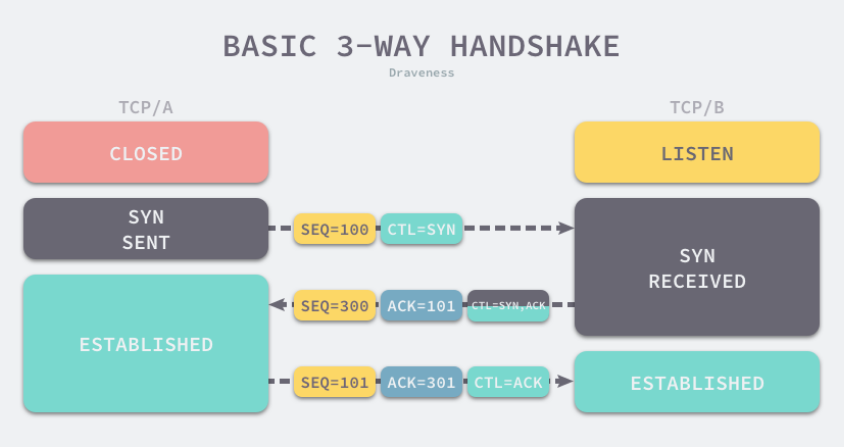 BASIC 3-WAY HANDSHAKE
Draveness
TCP/A
TCP/B
CLOSED
LISTEN
SYN
SENT
SEQ=100
CTL=SYN
SYN
RECEIVED
SEQ=300
ACK=101
CTL=SYN,ACK
ESTABLISHED
SEQ=101
ACK=301
CTL=ACK
ESTABLISHED